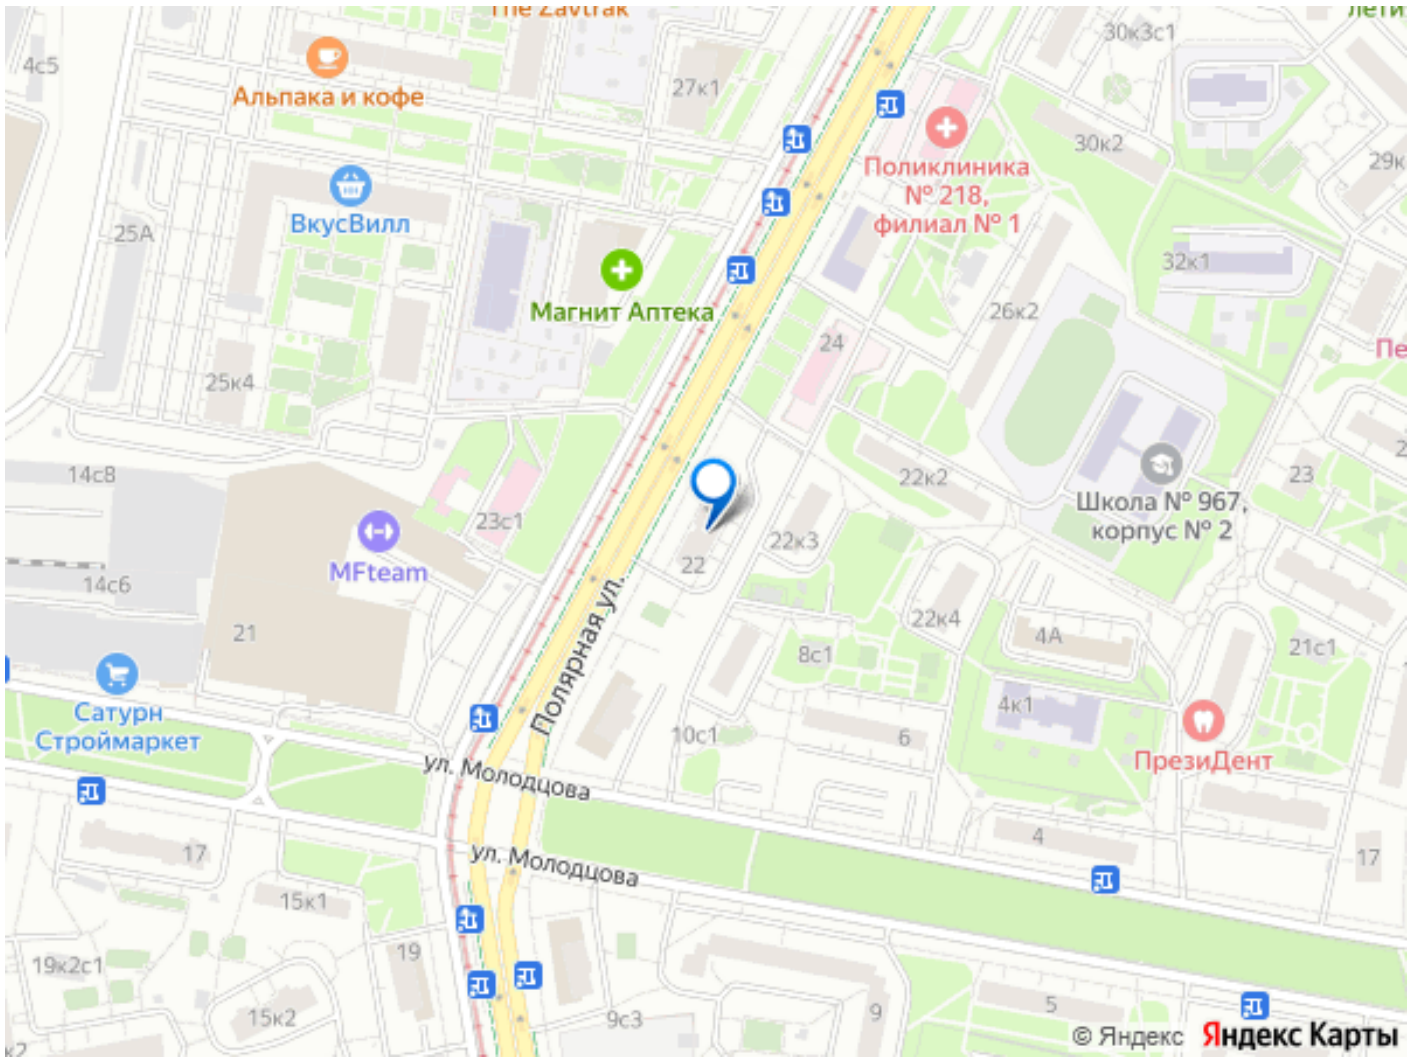 The Zavtrak
лети
30к3с1
4с5
Альпака и кофе
27к1
Поликлиника
№ 218,
филиал № 1
30к2
29к
ВкусВилл
25А
32к1
Магнит Аптека
26к2
24
Пе
25к4
14с8
22к2
23
2
Школа № 967,
корпус № 2
23с1
22к3
MFteam
22
14с6
22к4
21
4А
21с1
8с1
Полярная ул.
4к1
Сатурн
Строймаркет
10с1
6
ПрезиДент
ул. Молодцова
4
17
17
ул. Молодцова
15к1
19
19к2с1
15к2
9с3
9
5
к2
© Яндекс Яндекс Карты